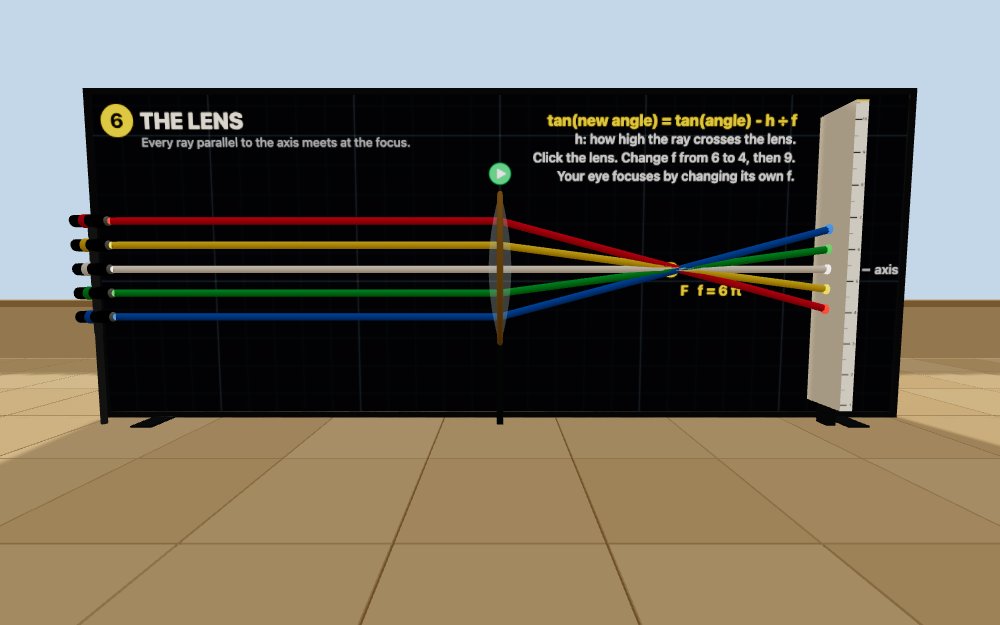 6 THE LENS
Every ray parallel to the axis meets at the focus.
tan(new angle) = tan(angle) - h ÷ f
h: how high the ray crosses the lens.
Click the lens. Change f from 6 to 4, then 9.
Your eye focuses by changing its own f.
axis
F f = 6 ft